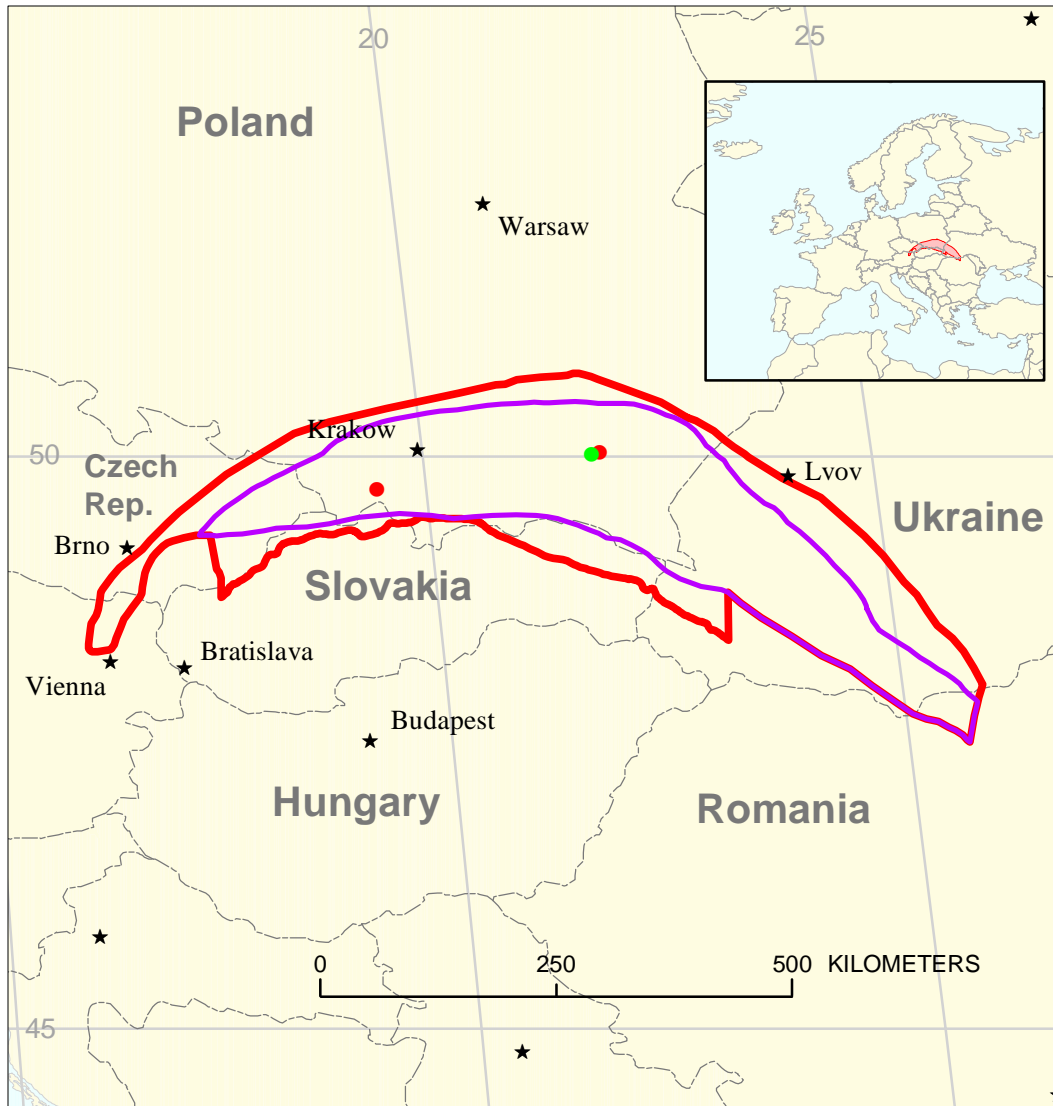 20
25
Poland
Warsaw
Krakow
50
Czech
Rep.
Lvov
Ukraine
Brno
Slovakia
Bratislava
Vienna
Budapest
Hungary
Romania
0 250 500 KILOMETERS
45